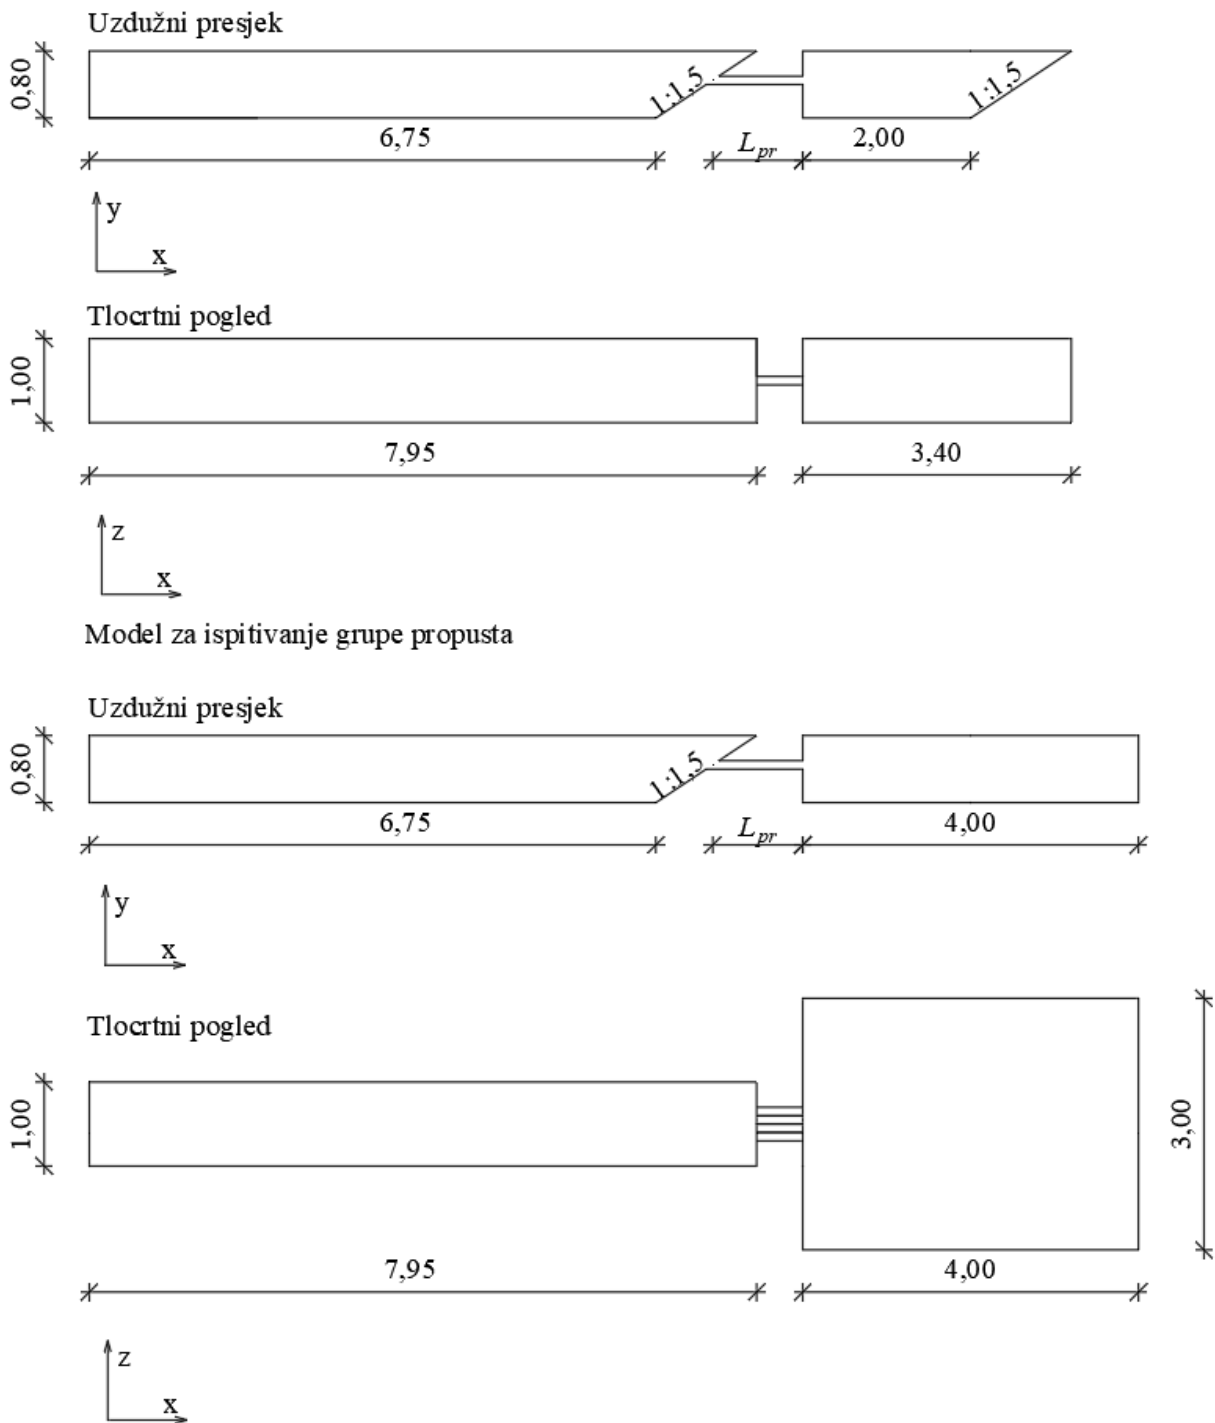 Uzdužni presjek
0,80
1:1,5
1:1,5
6,75
L_pr
2,00
y
x
Tlocrtni pogled
1,00
7,95
3,40
z
x
Model za ispitivanje grupe propusta
Uzdužni presjek
0,80
1:1,5
6,75
L_pr
4,00
y
x
Tlocrtni pogled
1,00
3,00
7,95
4,00
z
x